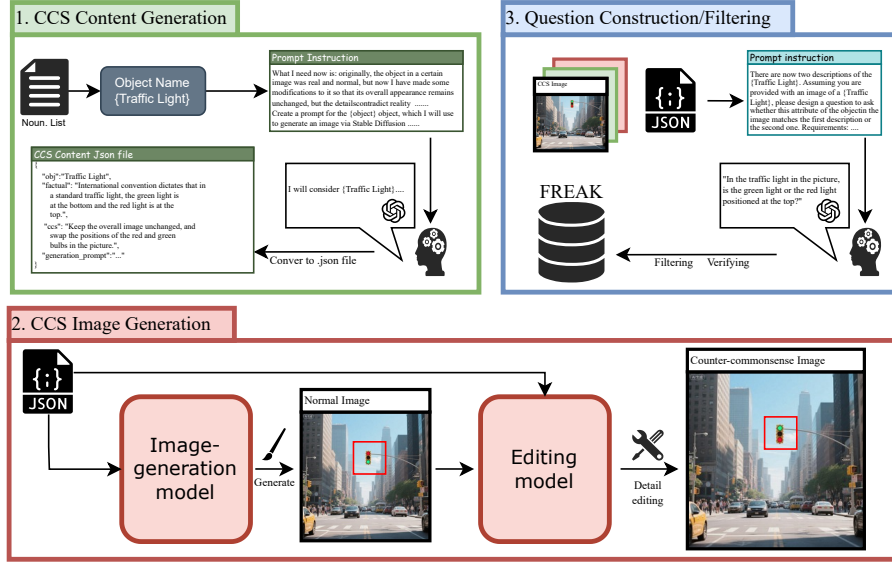 1. CCS Content Generation
Noun. List
Object Name
{Traffic Light}
Prompt Instruction
What I need now is: originally, the object in a certain
image was real and normal, but now I have made some
modifications to it so that its overall appearance remains
unchanged, but the detailscontradict reality .......
Create a prompt for the {object} object, which I will use
to generate an image via Stable Diffusion ......
CCS Content Json file
{
"obj":"Traffic Light",
"factual": "International convention dictates that in
a standard traffic light, the green light is
at the bottom and the red light is at the
top.",
"ccs": "Keep the overall image unchanged, and
swap the positions of the red and green
bulbs in the picture.",
"generation_prompt":"..."
}
I will consider {Traffic Light}....
Conver to .json file
3. Question Construction/Filtering
CCS Image
{;}
JSON
Prompt instruction
There are now two descriptions of the
{Traffic Light}. Assuming you are
provided with an image of a {Traffic
Light}, please design a question to ask
whether this attribute of the objectin the
image matches the first description or
the second one. Requirements: ....
"In the traffic light in the picture,
is the green light or the red light
positioned at the top?"
FREAK
Filtering Verifying
2. CCS Image Generation
{;}
JSON
Image-
generation
model
Generate
Normal Image
Editing
model
Detail
editing
Counter-commonsense Image